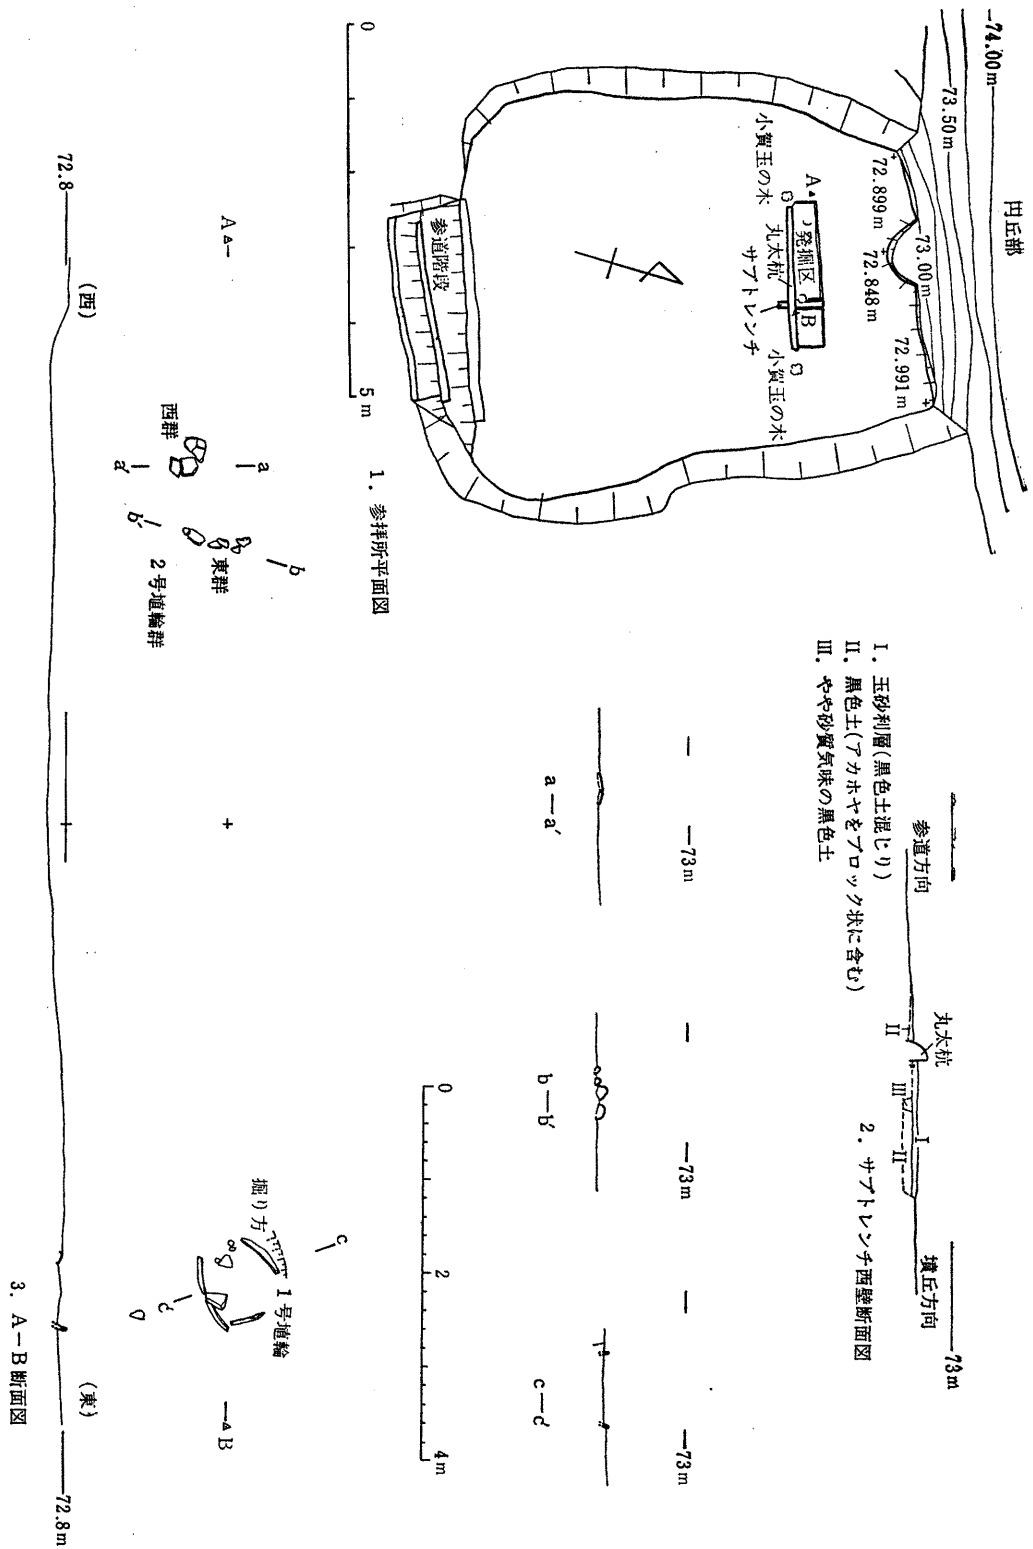 円丘部
-74.00m-
73.50m
73.00m
72.899m
72.848m
72.991m
小賀玉の木
A
発掘区
丸太杭
サブトレンチ
B
小賀玉の木
参道階段
0
5m
1. 参拝所平面図
73m
参道方向
丸太杭
墳丘方向
I
II
III
II
2. サブトレンチ西壁断面図
I. 玉砂利層(黒色土混じり)
II. 黒色土(アカホヤをブロック状に含む)
III. やや砂質気味の黒色土
73m
a—a′
73m
b—b′
73m
c—c′
0
2
4m
A
a
西群
a′
b
東群
b′
2号埴輪群
c
掘り方
1号埴輪
c′
B
72.8
(西)
(東)
72.8m
3. A−B断面図